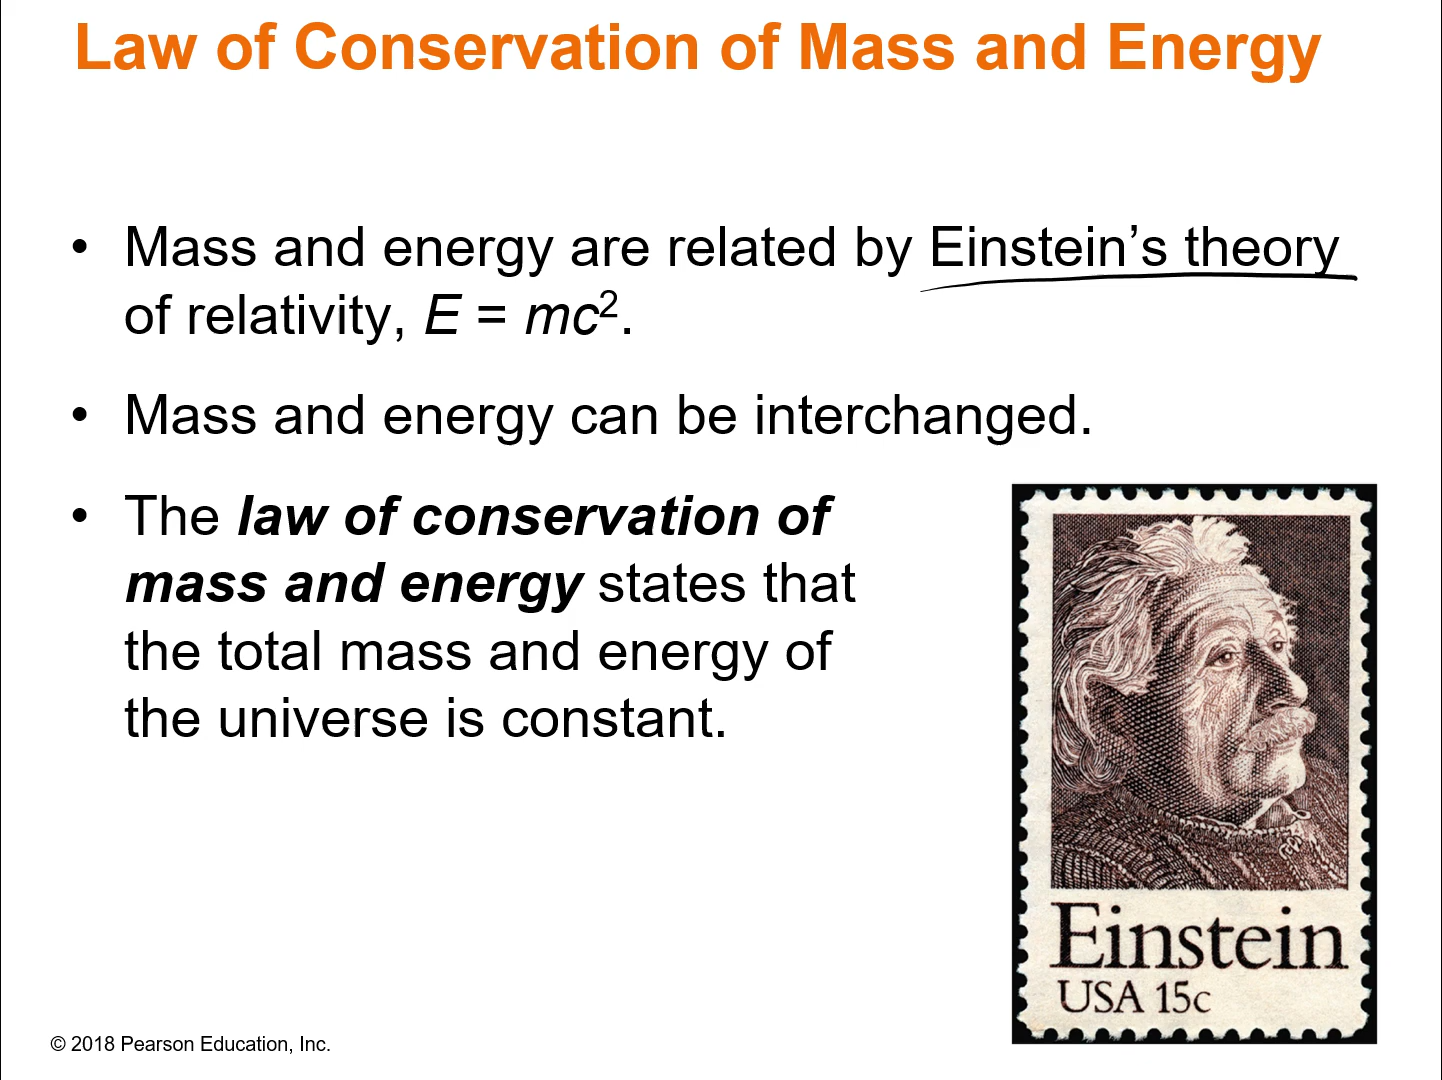 Law of Conservation of Mass and Energy
• Mass and energy are related by Einstein’s theory
of relativity, E = mc².
• Mass and energy can be interchanged.
• The law of conservation of
mass and energy states that
the total mass and energy of
the universe is constant.
Einstein
USA 15c
© 2018 Pearson Education, Inc.